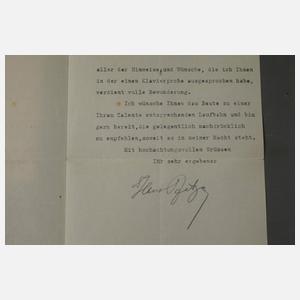 aller der Hinweise und Wünsche, die ich Ihnen
in der einen Klavierprobe ausgesprochen habe,
verdient volle Bewunderung.
Ich wünsche Ihnen das Beste zu einer
Ihrem Talente entsprechenden Laufbahn und bin
gern bereit, Sie gelegentlich nachdrücklich
zu empfehlen, soweit es in meiner Macht steht.
Mit hochachtungsvollen Grüssen
Ihr sehr ergebener
Hans Pfitzner